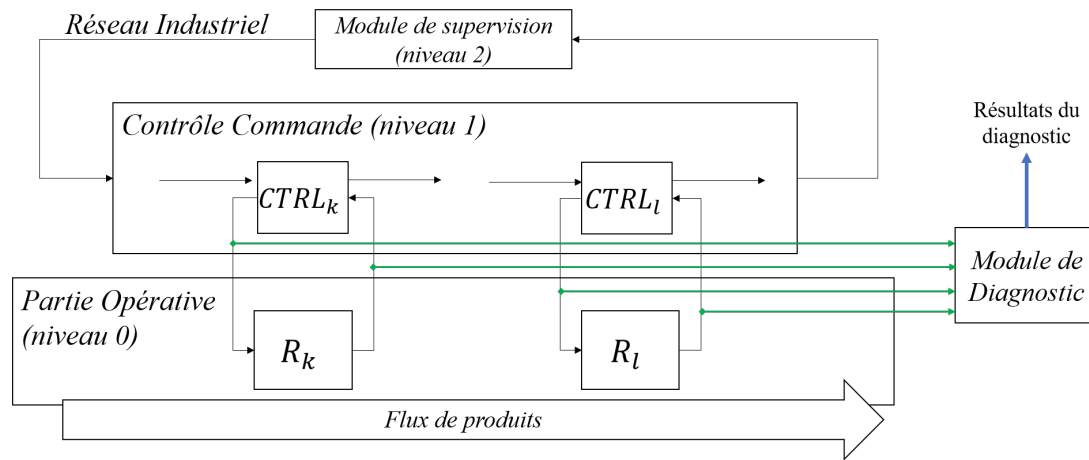 Réseau Industriel
Module de supervision
(niveau 2)
Contrôle Commande (niveau 1)
Résultats du
diagnostic
CTRLₖ
CTRLₗ
Module de
Diagnostic
Partie Opérative
(niveau 0)
Rₖ
Rₗ
Flux de produits